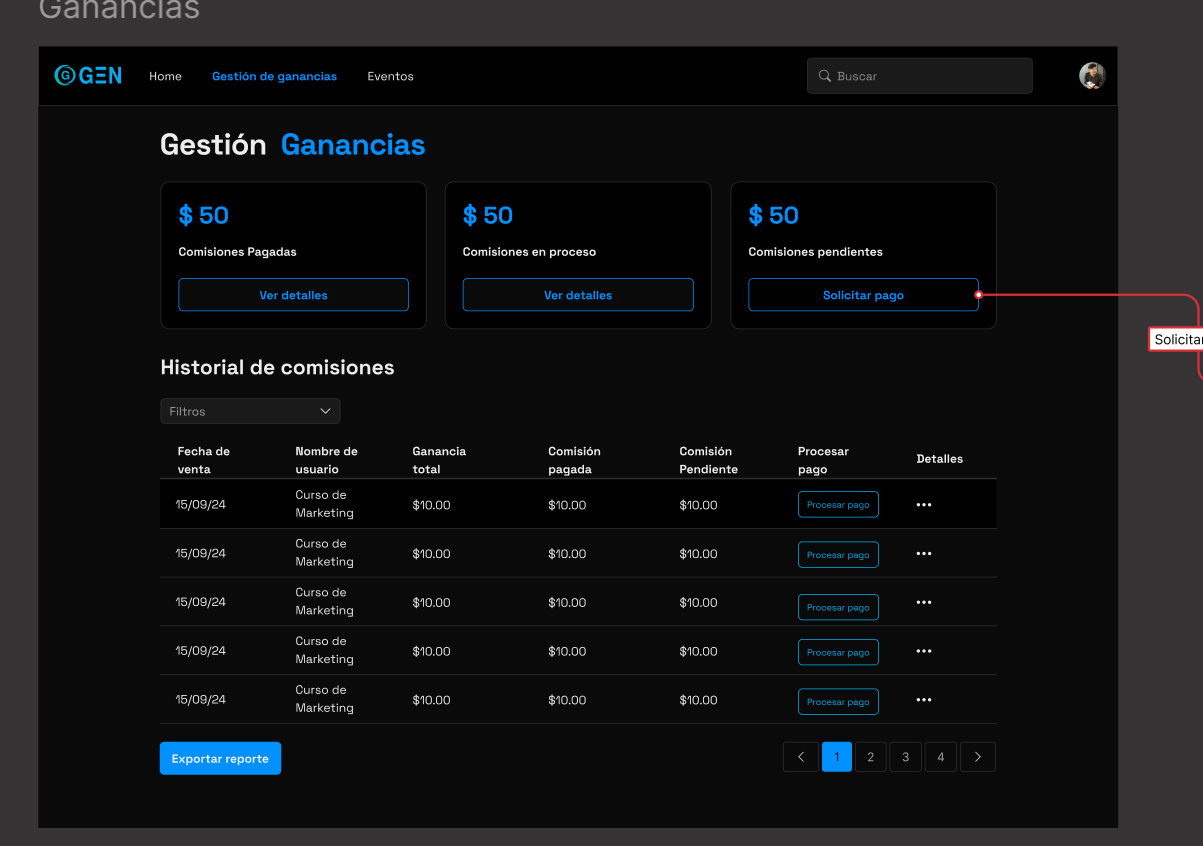 Ganancias
GEN
Home
Gestión de ganancias
Eventos
Buscar
Gestión Ganancias
$ 50
Comisiones Pagadas
Ver detalles
$ 50
Comisiones en proceso
Ver detalles
$ 50
Comisiones pendientes
Solicitar pago
Solicitar
Historial de comisiones
Filtros
Fecha de
venta
Nombre de
usuario
Ganancia
total
Comisión
pagada
Comisión
Pendiente
Procesar
pago
Detalles
15/09/24
Curso de
Marketing
$10.00
$10.00
$10.00
Procesar pago
15/09/24
Curso de
Marketing
$10.00
$10.00
$10.00
Procesar pago
15/09/24
Curso de
Marketing
$10.00
$10.00
$10.00
Procesar pago
15/09/24
Curso de
Marketing
$10.00
$10.00
$10.00
Procesar pago
15/09/24
Curso de
Marketing
$10.00
$10.00
$10.00
Procesar pago
Exportar reporte
1
2
3
4